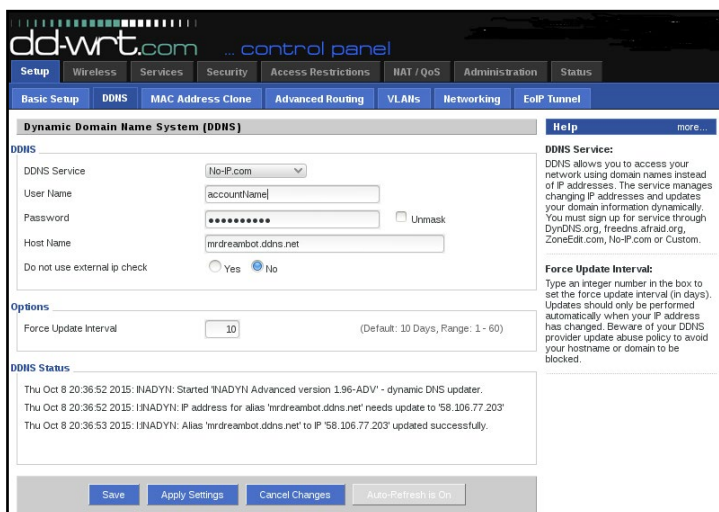 dd-wrt.com ... control panel
Setup Wireless Services Security Access Restrictions NAT / QoS Administration Status
Basic Setup DDNS MAC Address Clone Advanced Routing VLANs Networking EoIP Tunnel
Dynamic Domain Name System (DDNS)
DDNS
DDNS Service No-IP.com
User Name accountName
Password ●●●●●●●●●● Unmask
Host Name mrdreambot.ddns.net
Do not use external ip check Yes No
Options
Force Update Interval 10 (Default: 10 Days, Range: 1 - 60)
DDNS Status
Thu Oct 8 20:36:52 2015: INADYN: Started 'INADYN Advanced version 1.96-ADV' - dynamic DNS updater.
Thu Oct 8 20:36:52 2015: I:INADYN: IP address for alias 'mrdreambot.ddns.net' needs update to '58.106.77.203'
Thu Oct 8 20:36:53 2015: I:INADYN: Alias 'mrdreambot.ddns.net' to IP '58.106.77.203' updated successfully.
Save Apply Settings Cancel Changes Auto-Refresh is On
Help more...
DDNS Service:
DDNS allows you to access your
network using domain names instead
of IP addresses. The service manages
changing IP addresses and updates
your domain information dynamically.
You must sign up for service through
DynDNS.org, freedns.afraid.org,
ZoneEdit.com, No-IP.com or Custom.
Force Update Interval:
Type an integer number in the box to
set the force update interval (in days).
Updates should only be performed
automatically when your IP address
has changed. Beware of your DDNS
provider update abuse policy to avoid
your hostname or domain to be
blocked.